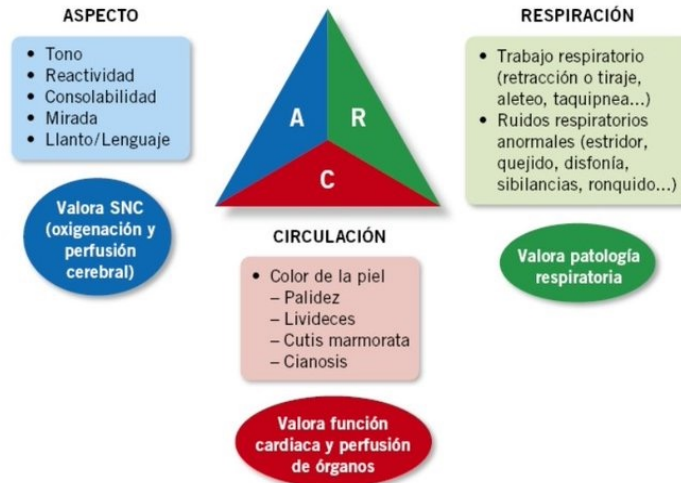 ASPECTO
• Tono
• Reactividad
• Consolabilidad
• Mirada
• Llanto/Lenguaje
Valora SNC
(oxigenación y
perfusión
cerebral)
A
R
C
RESPIRACIÓN
• Trabajo respiratorio
(retracción o tiraje,
aleteo, taquipnea...)
• Ruidos respiratorios
anormales (estridor,
quejido, disfonía,
sibilancias, ronquido...)
Valora patología
respiratoria
CIRCULACIÓN
• Color de la piel
– Palidez
– Livideces
– Cutis marmorata
– Cianosis
Valora función
cardiaca y perfusión
de órganos